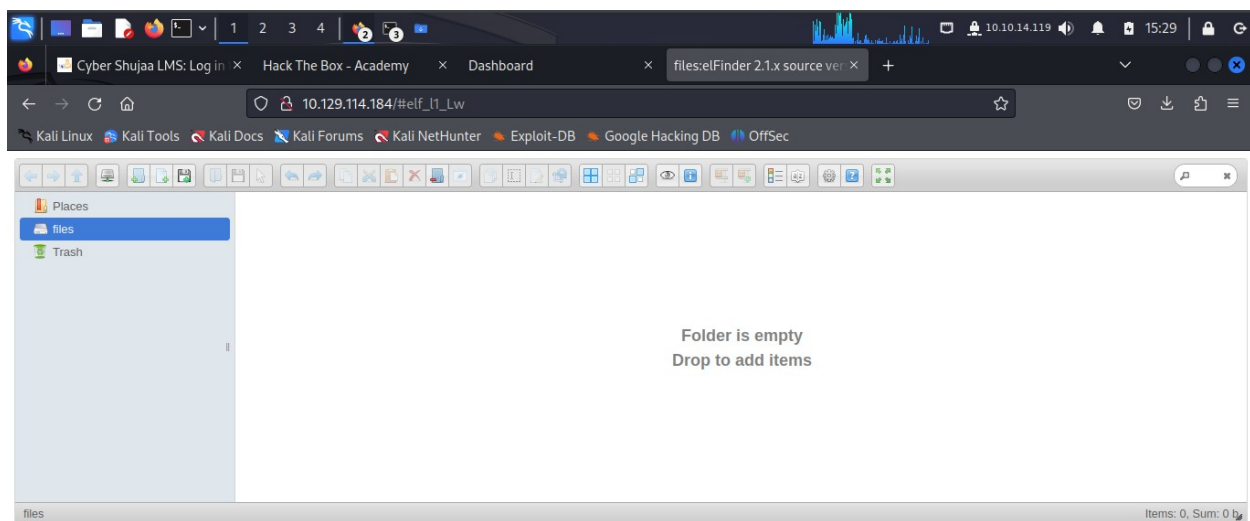 1 2 3 4 2 3 10.10.14.119 15:29
Cyber Shujaa LMS: Log in Hack The Box - Academy Dashboard files:elFinder 2.1.x source ver
10.129.114.184/#elf_l1_Lw
Kali Linux Kali Tools Kali Docs Kali Forums Kali NetHunter Exploit-DB Google Hacking DB OffSec
Places
files
Trash
Folder is empty
Drop to add items
files Items: 0, Sum: 0 b